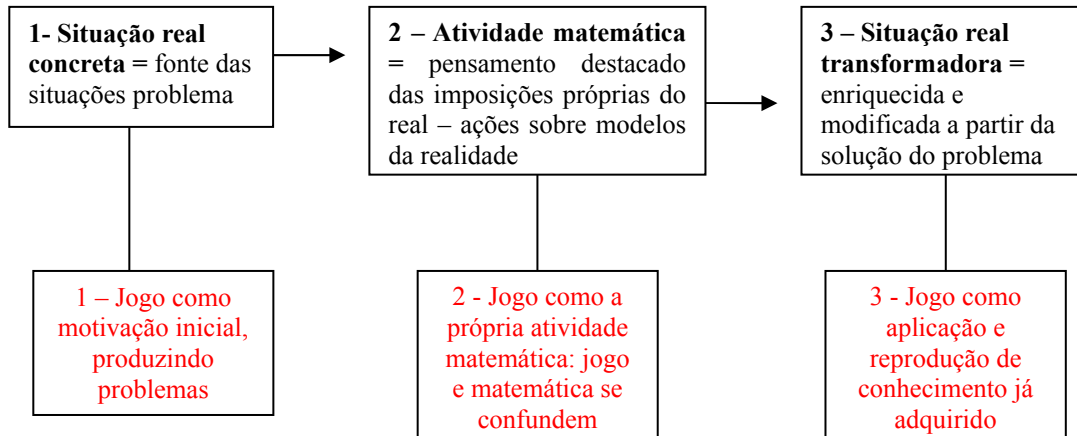 1- Situação real
concreta = fonte das
situações problema
2 – Atividade matemática
= pensamento destacado
das imposições próprias do
real – ações sobre modelos
da realidade
3 – Situação real
transformadora =
enriquecida e
modificada a partir da
solução do problema
1 – Jogo como
motivação inicial,
produzindo
problemas
2 - Jogo como a
própria atividade
matemática: jogo
e matemática se
confundem
3 - Jogo como
aplicação e
reprodução de
conhecimento já
adquirido